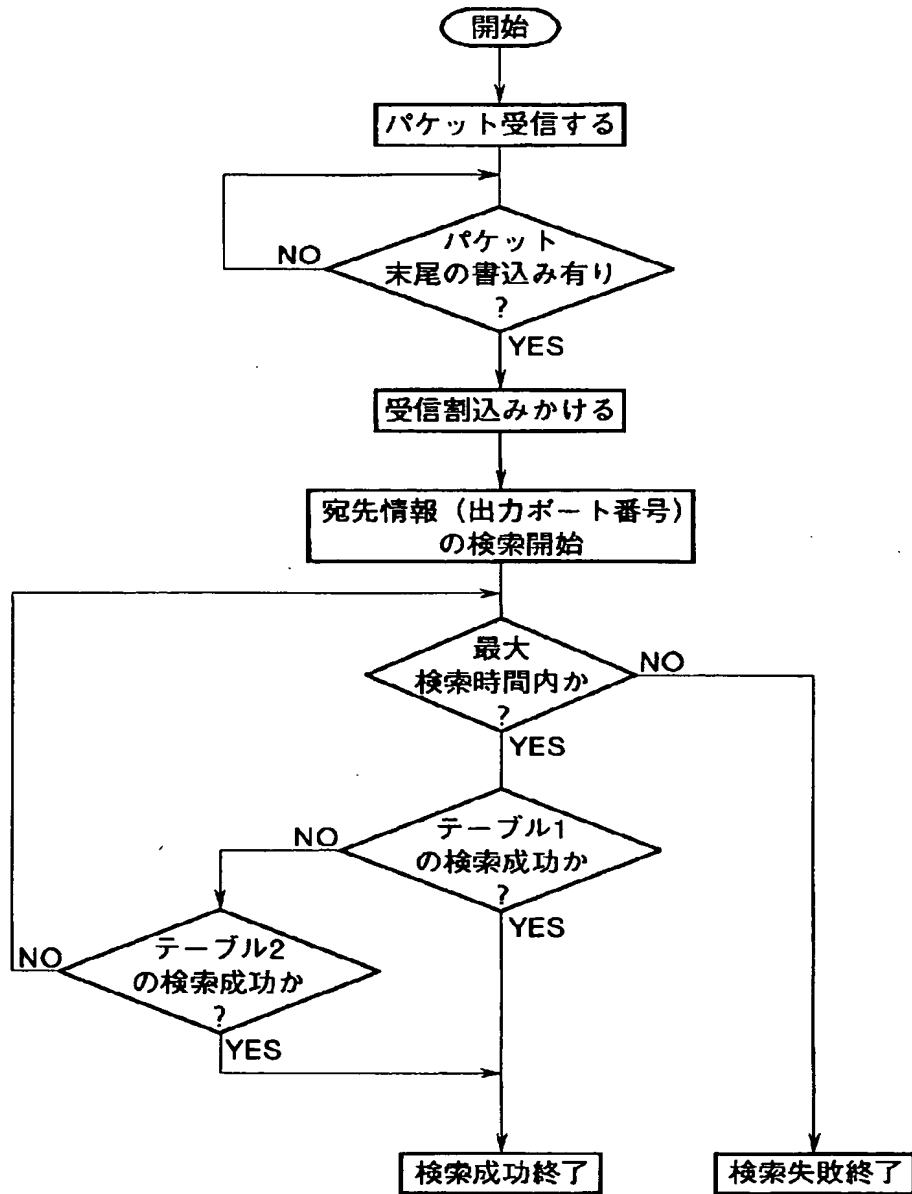 開始
パケット受信する
パケット
末尾の書込み有り
?
NO
YES
受信割込みかける
宛先情報(出力ポート番号)
の検索開始
最大
検索時間内か
?
NO
YES
テーブル1
の検索成功か
?
NO
YES
テーブル2
の検索成功か
?
NO
YES
検索成功終了
検索失敗終了